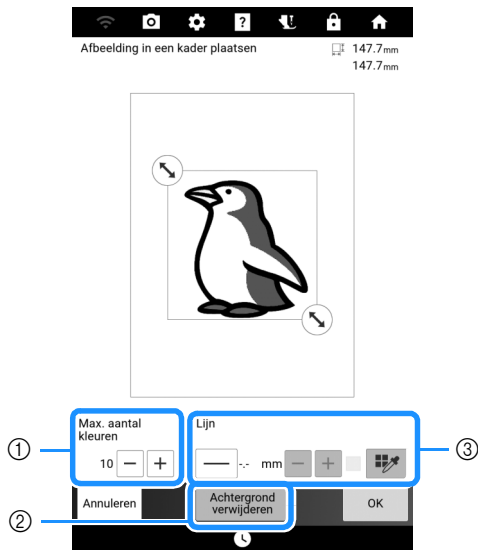 ?
Afbeelding in een kader plaatsen
147.7mm
147.7mm
① Max. aantal
kleuren
10 − +
Lijn ③
-.- mm − +
② Annuleren
Achtergrond
verwijderen
OK